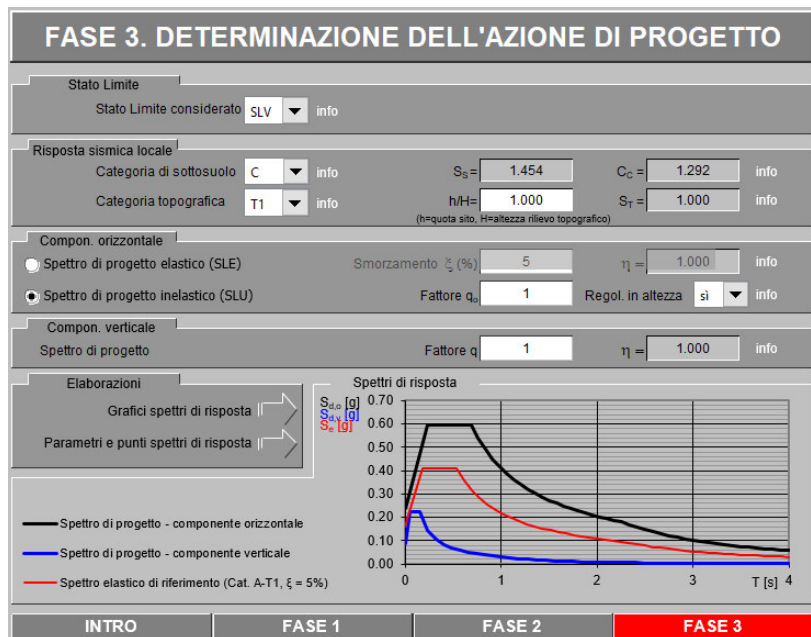 FASE 3. DETERMINAZIONE DELL'AZIONE DI PROGETTO
Stato Limite
Stato Limite considerato SLV info
Risposta sismica locale
Categoria di sottosuolo C info SS = 1.454 CC = 1.292 info
Categoria topografica T1 info h/H= 1.000 ST = 1.000 info
(h=quota sito, H=altezza rilievo topografico)
Compon. orizzontale
Spettro di progetto elastico (SLE) Smorzamento ξ (%) 5 η = 1.000 info
Spettro di progetto inelastico (SLU) Fattore qo 1 Regol. in altezza sì info
Compon. verticale
Spettro di progetto Fattore q 1 η = 1.000 info
Elaborazioni
Grafici spettri di risposta
Parametri e punti spettri di risposta
Spettri di risposta
Sd,o [g]
Sd,v [g]
Se [g]
0.70
0.60
0.50
0.40
0.30
0.20
0.10
0.00
0 1 2 3 T [s] 4
Spettro di progetto - componente orizzontale
Spettro di progetto - componente verticale
Spettro elastico di riferimento (Cat. A-T1, ξ = 5%)
INTRO FASE 1 FASE 2 FASE 3